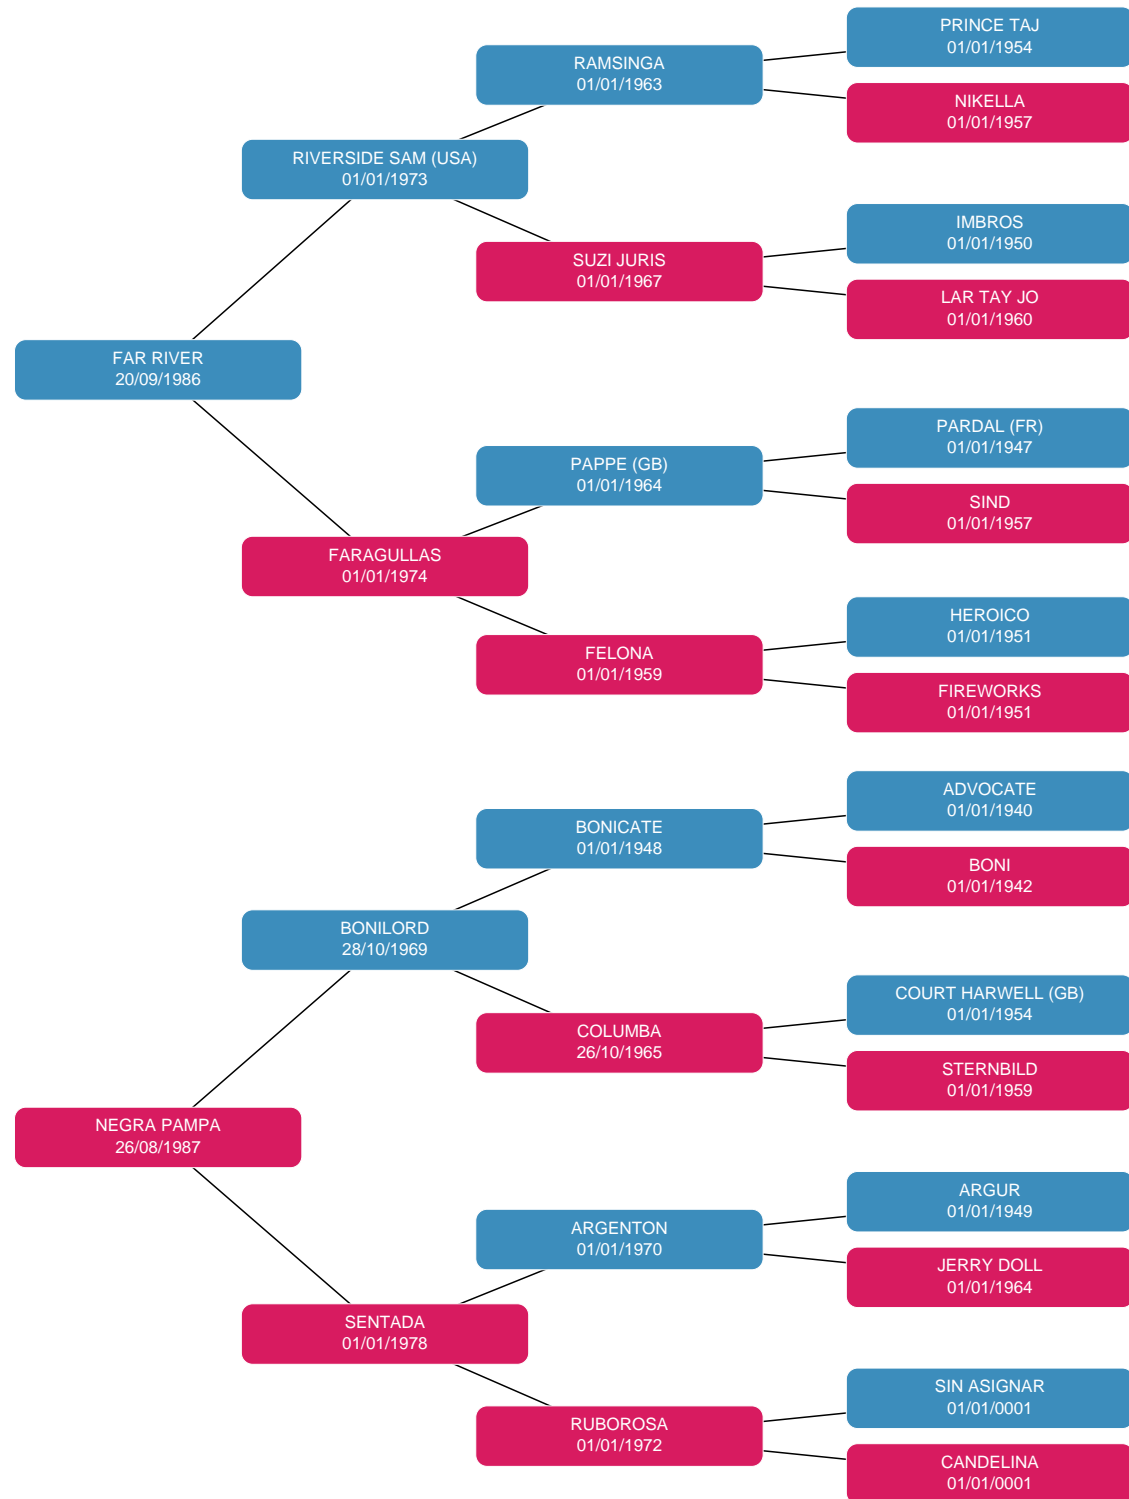 PRINCE TAJ
01/01/1954
RAMSINGA
01/01/1963
NIKELLA
01/01/1957
RIVERSIDE SAM (USA)
01/01/1973
IMBROS
01/01/1950
SUZI JURIS
01/01/1967
LAR TAY JO
01/01/1960
FAR RIVER
20/09/1986
PARDAL (FR)
01/01/1947
PAPPE (GB)
01/01/1964
SIND
01/01/1957
FARAGULLAS
01/01/1974
HEROICO
01/01/1951
FELONA
01/01/1959
FIREWORKS
01/01/1951
ADVOCATE
01/01/1940
BONICATE
01/01/1948
BONI
01/01/1942
BONILORD
28/10/1969
COURT HARWELL (GB)
01/01/1954
COLUMBA
26/10/1965
STERNBILD
01/01/1959
NEGRA PAMPA
26/08/1987
ARGUR
01/01/1949
ARGENTON
01/01/1970
JERRY DOLL
01/01/1964
SENTADA
01/01/1978
SIN ASIGNAR
01/01/0001
RUBOROSA
01/01/1972
CANDELINA
01/01/0001